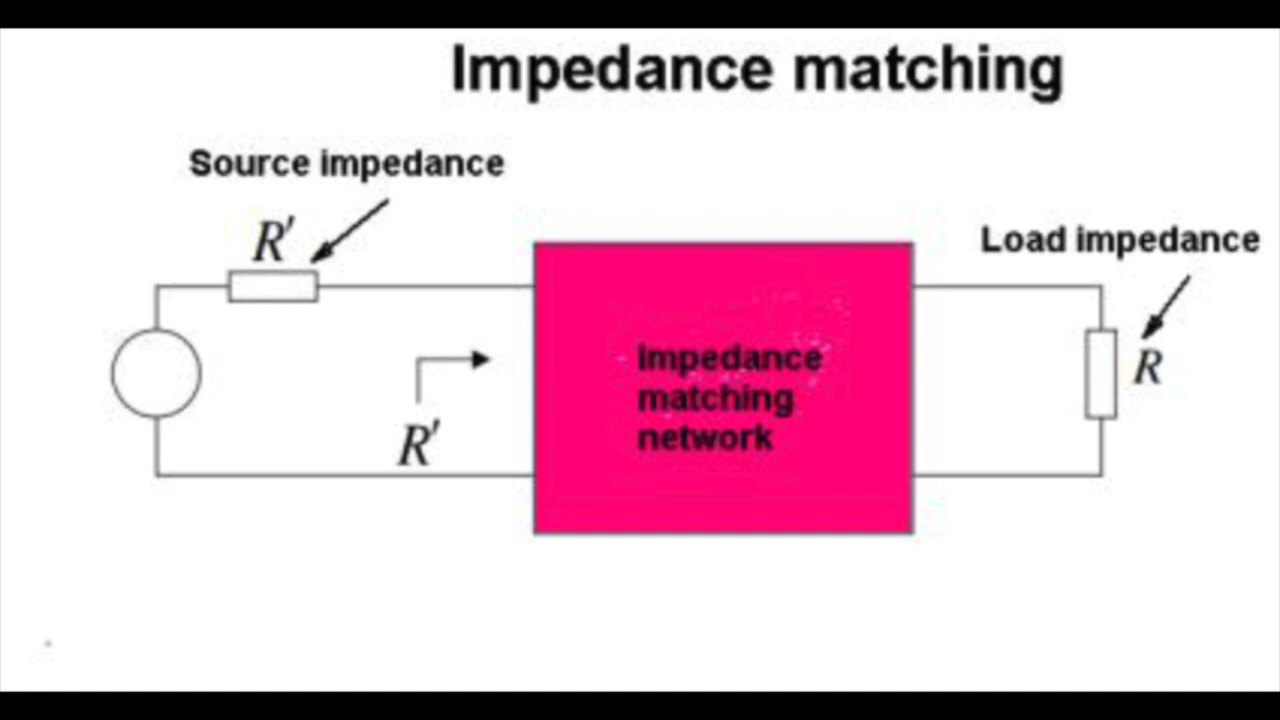 Impedance matching
Source impedance
R′
Load impedance
R
Impedance
matching
network
R′